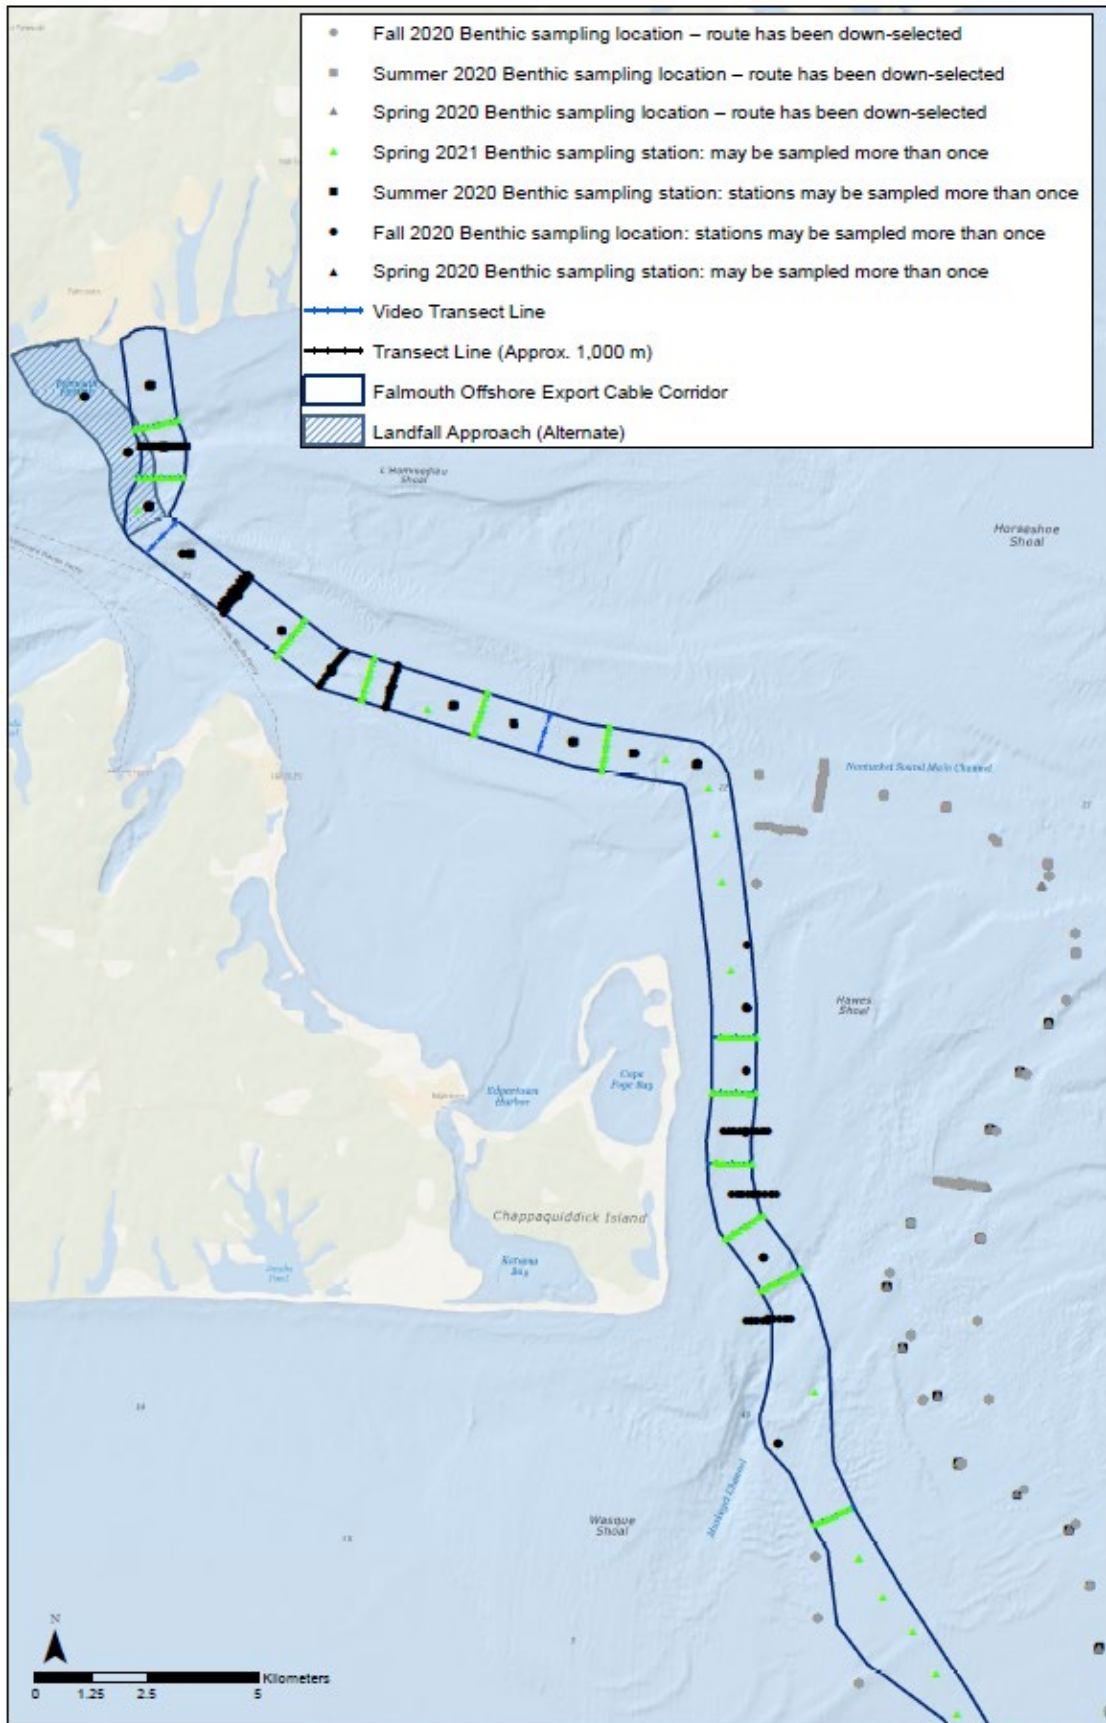 Fall 2020 Benthic sampling location – route has been down-selected
Summer 2020 Benthic sampling location – route has been down-selected
Spring 2020 Benthic sampling location – route has been down-selected
Spring 2021 Benthic sampling station: may be sampled more than once
Summer 2020 Benthic sampling station: stations may be sampled more than once
Fall 2020 Benthic sampling location: stations may be sampled more than once
Spring 2020 Benthic sampling station: may be sampled more than once
Video Transect Line
Transect Line (Approx. 1,000 m)
Falmouth Offshore Export Cable Corridor
Landfall Approach (Alternate)
L'Hommedieu
Shoal
Horseshoe
Shoal
Nantucket Sound Main Channel
22
Hawes
Shoal
Cape
Poge Bay
Edgartown
Harbor
Chappaquiddick Island
Katama
Bay
Muskeget Channel
Wasque
Shoal
N
Kilometers
0 1.25 2.5 5